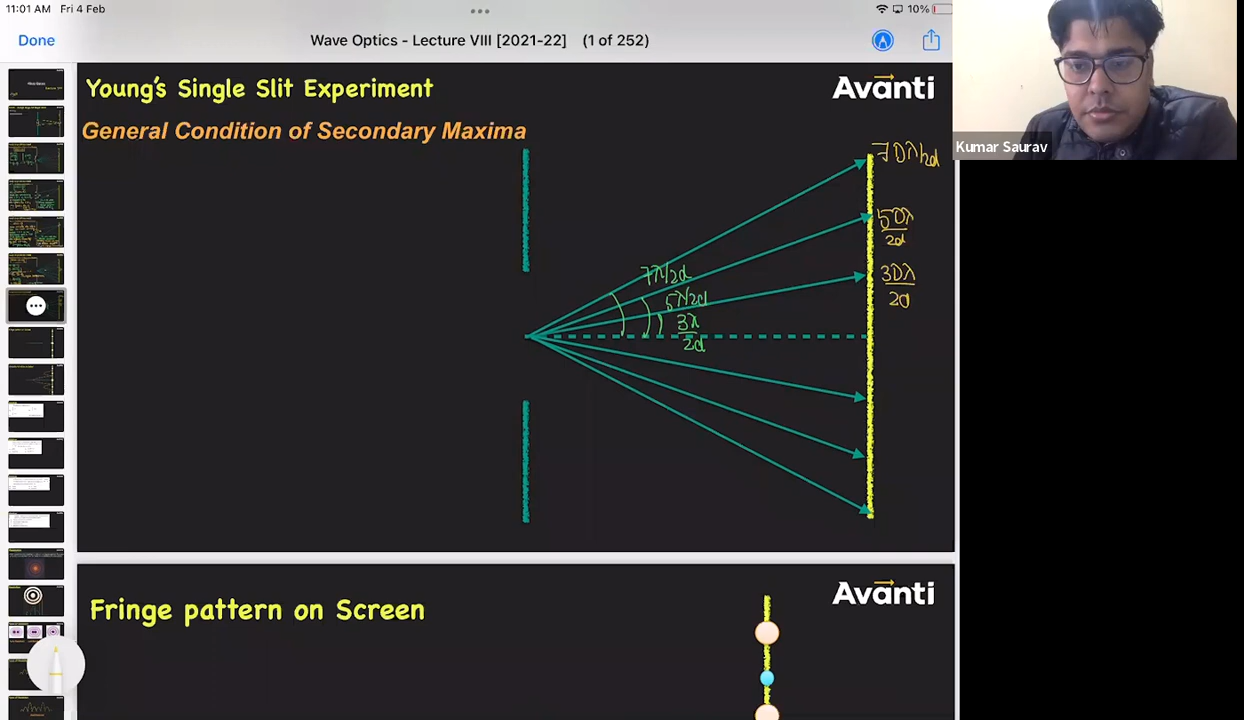 11:01 AM Fri 4 Feb
10%
Done
Wave Optics - Lecture VIII [2021-22] (1 of 252)
Young's Single Slit Experiment
Avanti
General Condition of Secondary Maxima
Kumar Saurav
7Dλ/2d
5Dλ
2d
3Dλ
2d
7λ/2d
5λ/2d
3λ
2d
Fringe pattern on Screen
Avanti